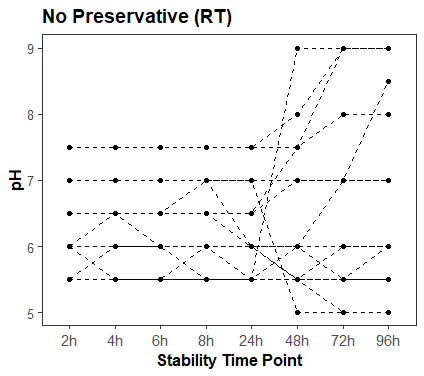 No Preservative (RT)
9
8
7
6
5
pH
2h 4h 6h 8h 24h 48h 72h 96h
Stability Time Point